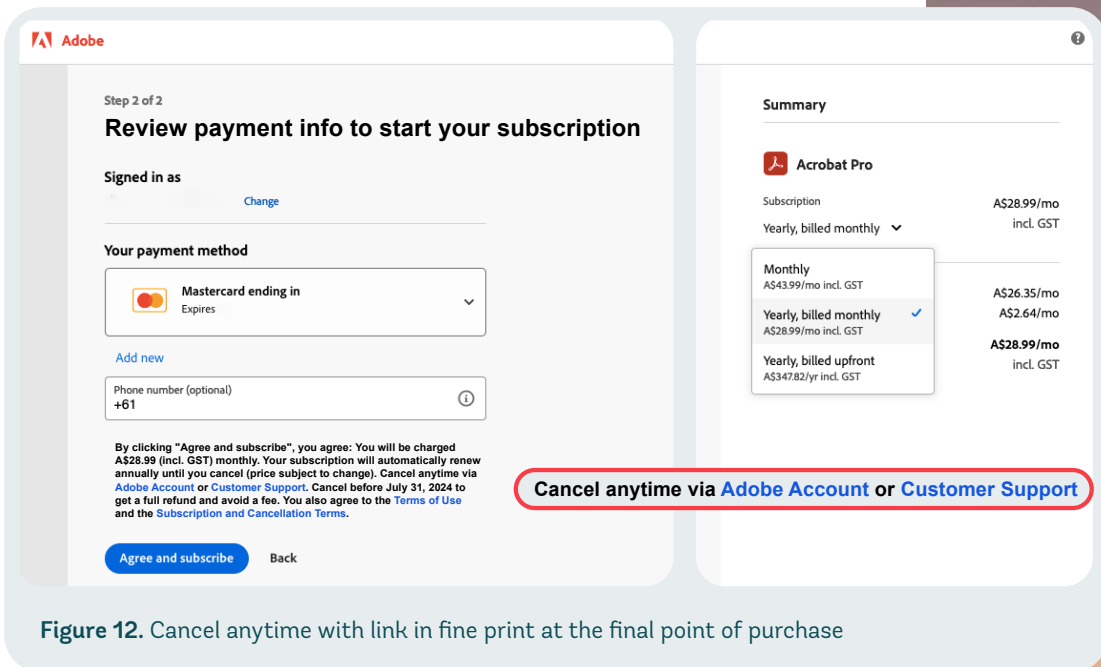 Adobe
Step 2 of 2
Review payment info to start your subscription
Signed in as
Change
Your payment method
Mastercard ending in
Expires
Add new
Phone number (optional)
+61
By clicking "Agree and subscribe", you agree: You will be charged
A$28.99 (incl. GST) monthly. Your subscription will automatically renew
annually until you cancel (price subject to change). Cancel anytime via
Adobe Account or Customer Support. Cancel before July 31, 2024 to
get a full refund and avoid a fee. You also agree to the Terms of Use
and the Subscription and Cancellation Terms.
Agree and subscribe
Back
Summary
Acrobat Pro
Subscription
A$28.99/mo
Yearly, billed monthly
incl. GST
Monthly
A$43.99/mo incl. GST
Yearly, billed monthly
A$28.99/mo incl. GST
Yearly, billed upfront
A$347.82/yr incl. GST
A$26.35/mo
A$2.64/mo
A$28.99/mo
incl. GST
Cancel anytime via Adobe Account or Customer Support
Figure 12. Cancel anytime with link in fine print at the final point of purchase